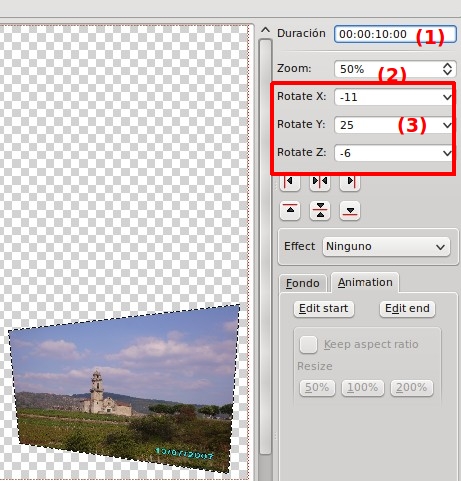 Duración 00:00:10:00 (1)
Zoom: 50% (2)
Rotate X: -11
Rotate Y: 25 (3)
Rotate Z: -6
Effect Ninguno
Fondo Animation
Edit start Edit end
Keep aspect ratio
Resize
50% 100% 200%
10/07/2007